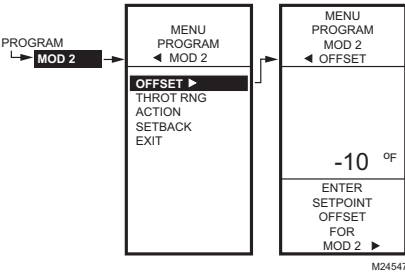 PROGRAM
MOD 2
MENU
PROGRAM
◄ MOD 2
OFFSET ►
THROT RNG
ACTION
SETBACK
EXIT
MENU
PROGRAM
MOD 2
◄ OFFSET
-10 °F
ENTER
SETPOINT
OFFSET
FOR
MOD 2 ►
M24547